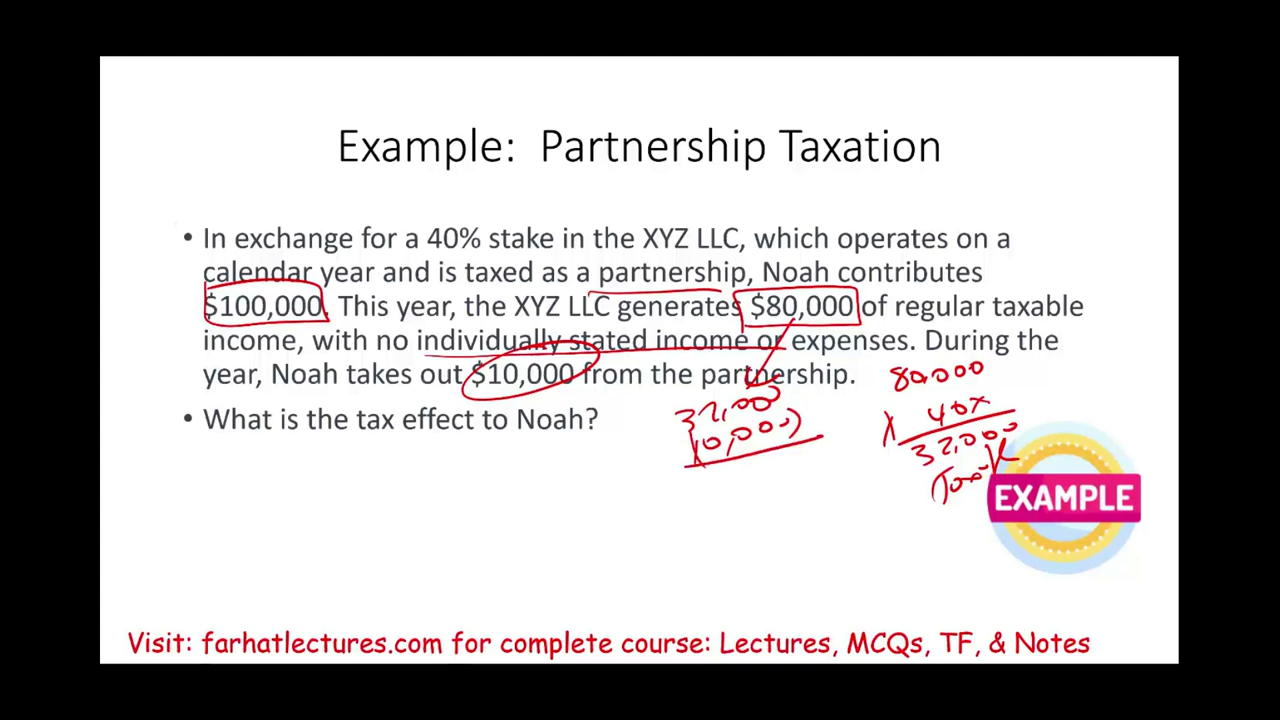 Example: Partnership Taxation
• In exchange for a 40% stake in the XYZ LLC, which operates on a
calendar year and is taxed as a partnership, Noah contributes
$100,000. This year, the XYZ LLC generates $80,000 of regular taxable
income, with no individually stated income or expenses. During the
year, Noah takes out $10,000 from the partnership.
80,000
• What is the tax effect to Noah?
32,000
x 40%
10,000)
32,000
EXAMPLE
Visit: farhatlectures.com for complete course: Lectures, MCQs, TF, & Notes